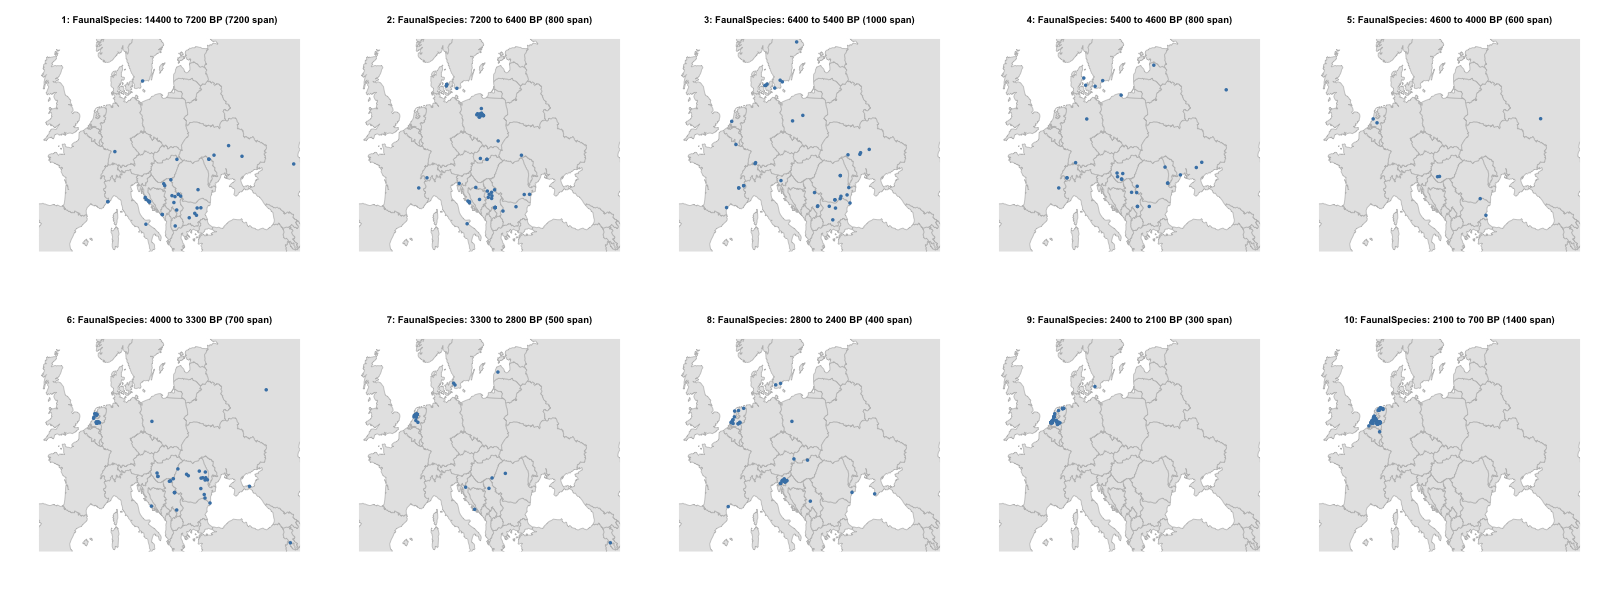 1: FaunalSpecies: 14400 to 7200 BP (7200 span)
2: FaunalSpecies: 7200 to 6400 BP (800 span)
3: FaunalSpecies: 6400 to 5400 BP (1000 span)
4: FaunalSpecies: 5400 to 4600 BP (800 span)
5: FaunalSpecies: 4600 to 4000 BP (600 span)
6: FaunalSpecies: 4000 to 3300 BP (700 span)
7: FaunalSpecies: 3300 to 2800 BP (500 span)
8: FaunalSpecies: 2800 to 2400 BP (400 span)
9: FaunalSpecies: 2400 to 2100 BP (300 span)
10: FaunalSpecies: 2100 to 700 BP (1400 span)